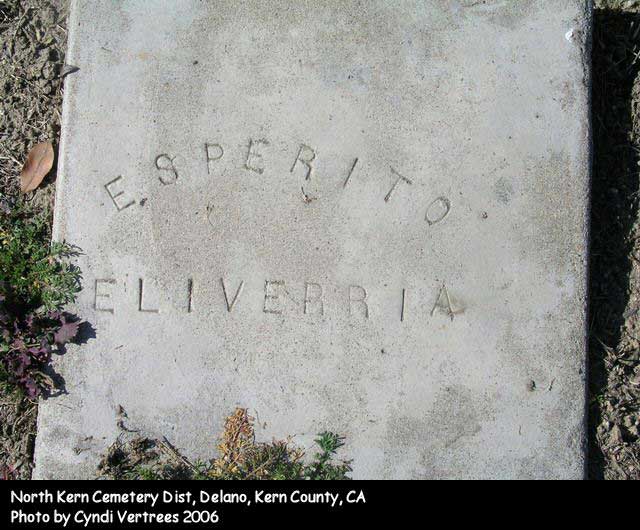 ESPERITO
ELIVERRIA
North Kern Cemetery Dist, Delano, Kern County, CA
Photo by Cyndi Vertrees 2006